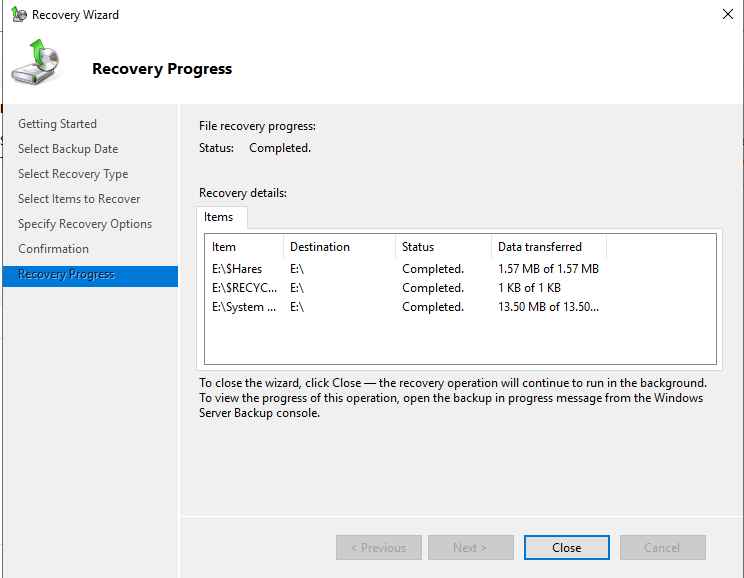 Recovery Wizard
Recovery Progress
Getting Started
Select Backup Date
Select Recovery Type
Select Items to Recover
Specify Recovery Options
Confirmation
Recovery Progress
File recovery progress:
Status: Completed.
Recovery details:
Items
Item Destination Status Data transferred
E:\$Hares E:\ Completed. 1.57 MB of 1.57 MB
E:\$RECYC... E:\ Completed. 1 KB of 1 KB
E:\System ... E:\ Completed. 13.50 MB of 13.50...
To close the wizard, click Close — the recovery operation will continue to run in the background.
To view the progress of this operation, open the backup in progress message from the Windows
Server Backup console.
< Previous Next > Close Cancel